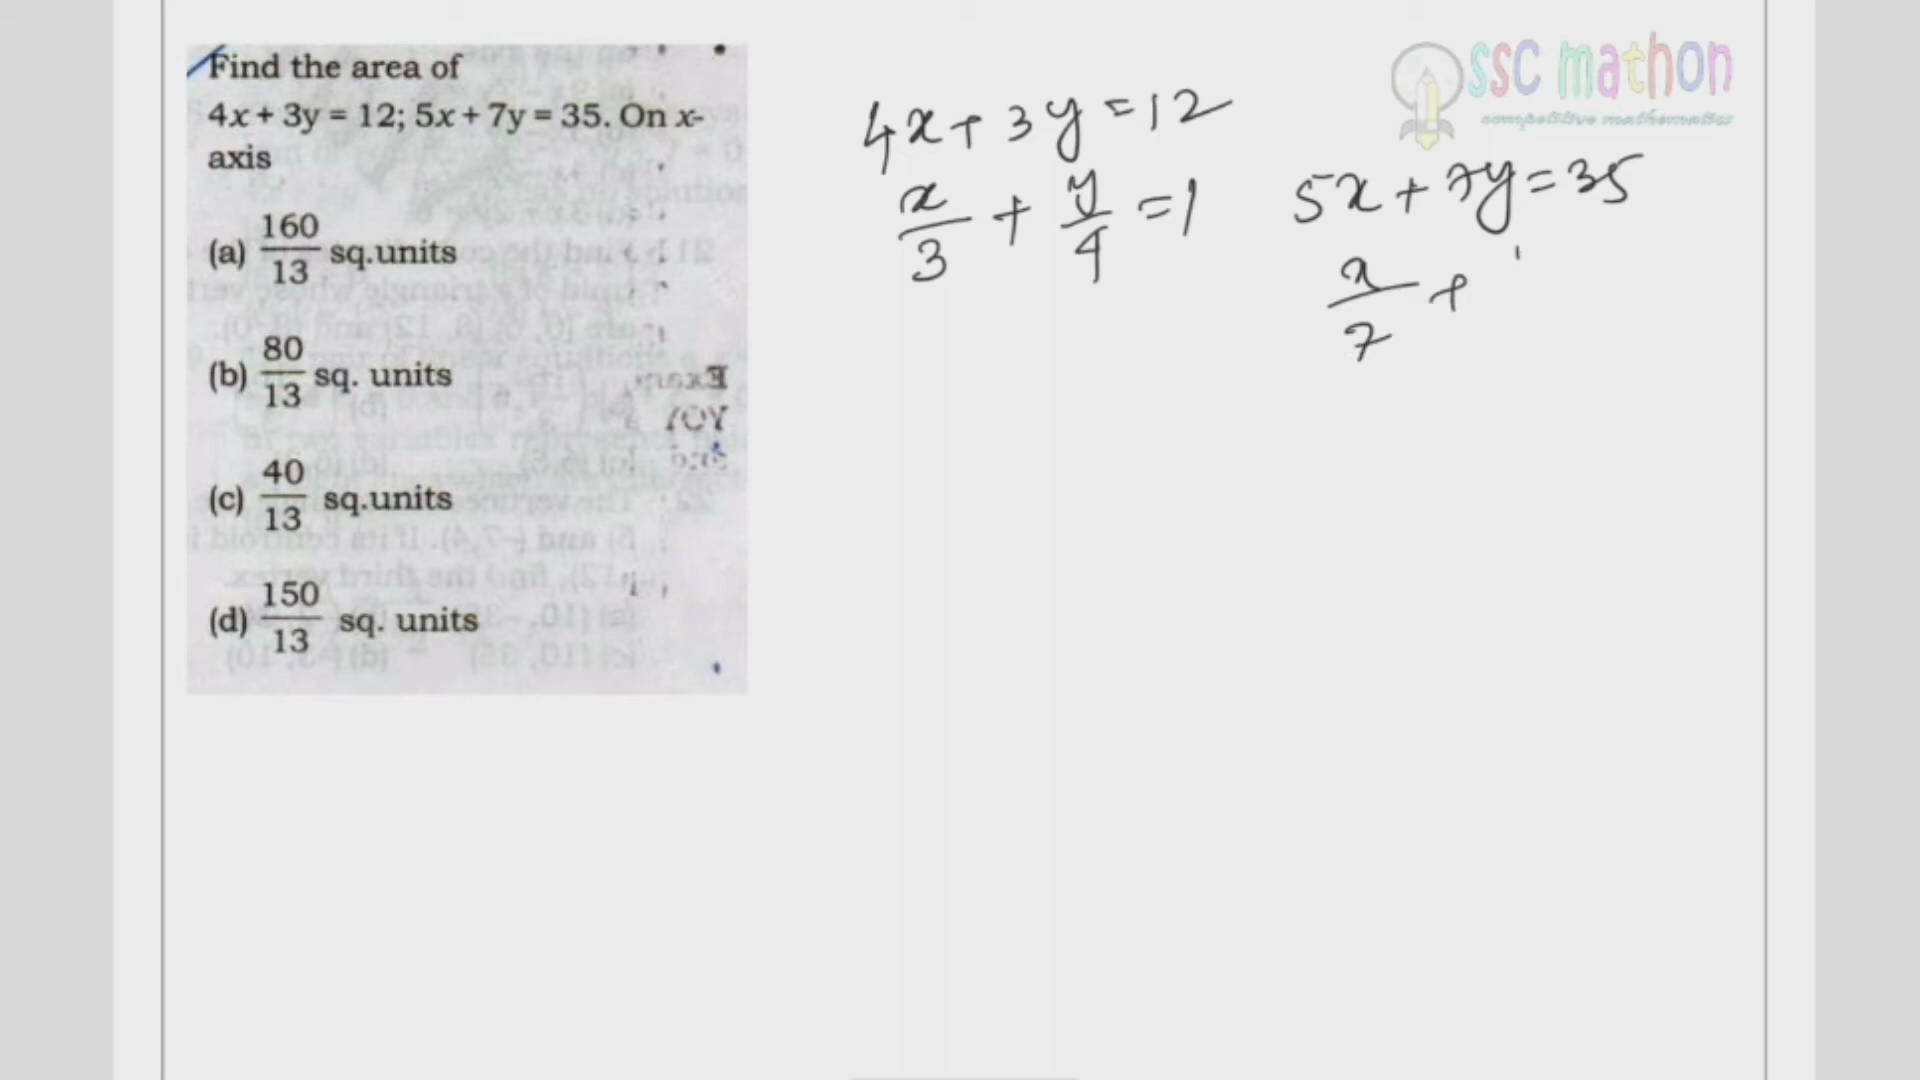 Find the area of
4x + 3y = 12; 5x + 7y = 35. On x-
axis
(a) 160/13 sq.units
(b) 80/13 sq. units
(c) 40/13 sq.units
(d) 150/13 sq. units
4x + 3y = 12
x/3 + y/4 = 1
5x + 7y = 35
x/7 +
ssc mathon
competitive mathematics